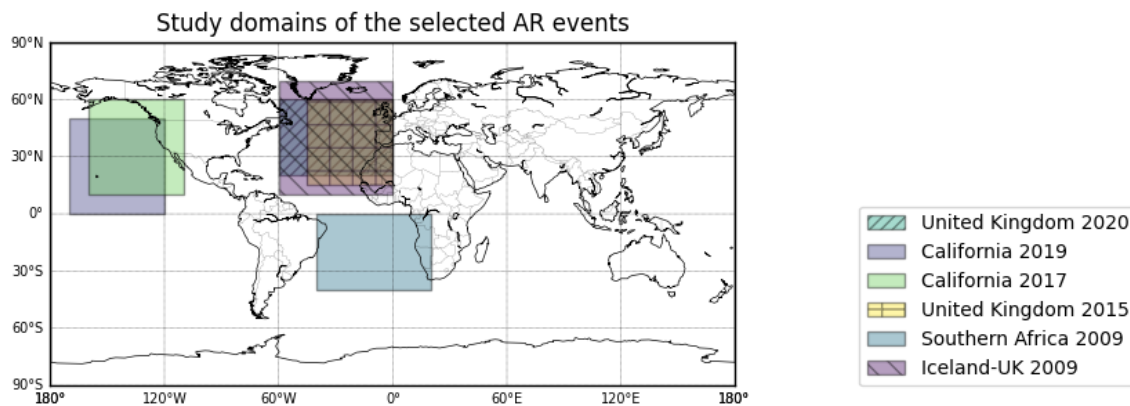 Study domains of the selected AR events
90°N
60°N
30°N
0°
30°S
60°S
90°S
180°
120°W
60°W
0°
60°E
120°E
180°
United Kingdom 2020
California 2019
California 2017
United Kingdom 2015
Southern Africa 2009
Iceland-UK 2009